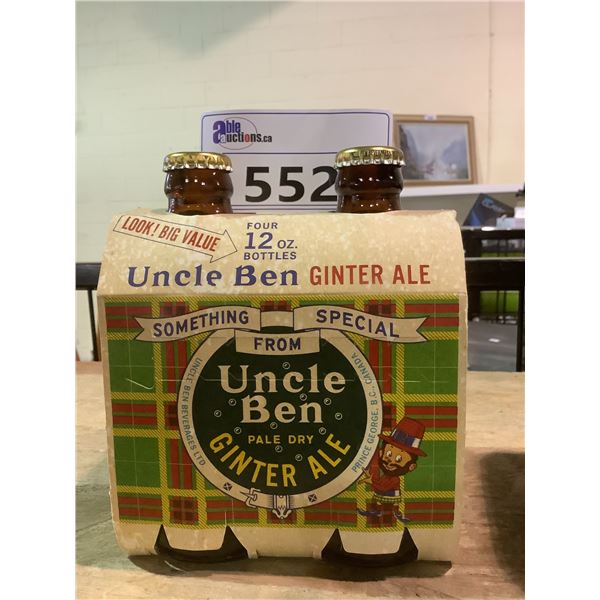 able
auctions.ca
552
LOOK! BIG VALUE
FOUR
12 OZ.
BOTTLES
Uncle Ben GINTER ALE
SOMETHING SPECIAL
FROM
Uncle
Ben
PALE DRY
GINTER ALE
UNCLE BEN BEVERAGES LTD
PRINCE GEORGE, B.C., CANADA